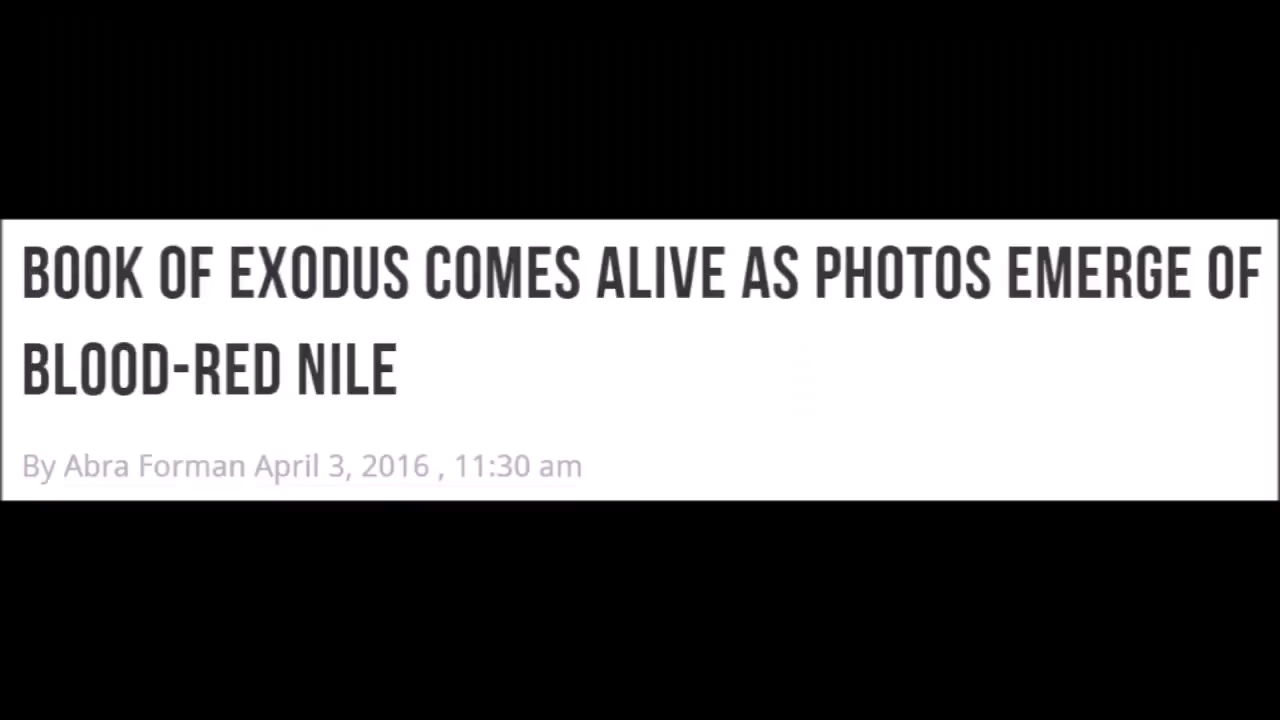 BOOK OF EXODUS COMES ALIVE AS PHOTOS EMERGE OF
BLOOD-RED NILE
By Abra Forman April 3, 2016 , 11:30 am